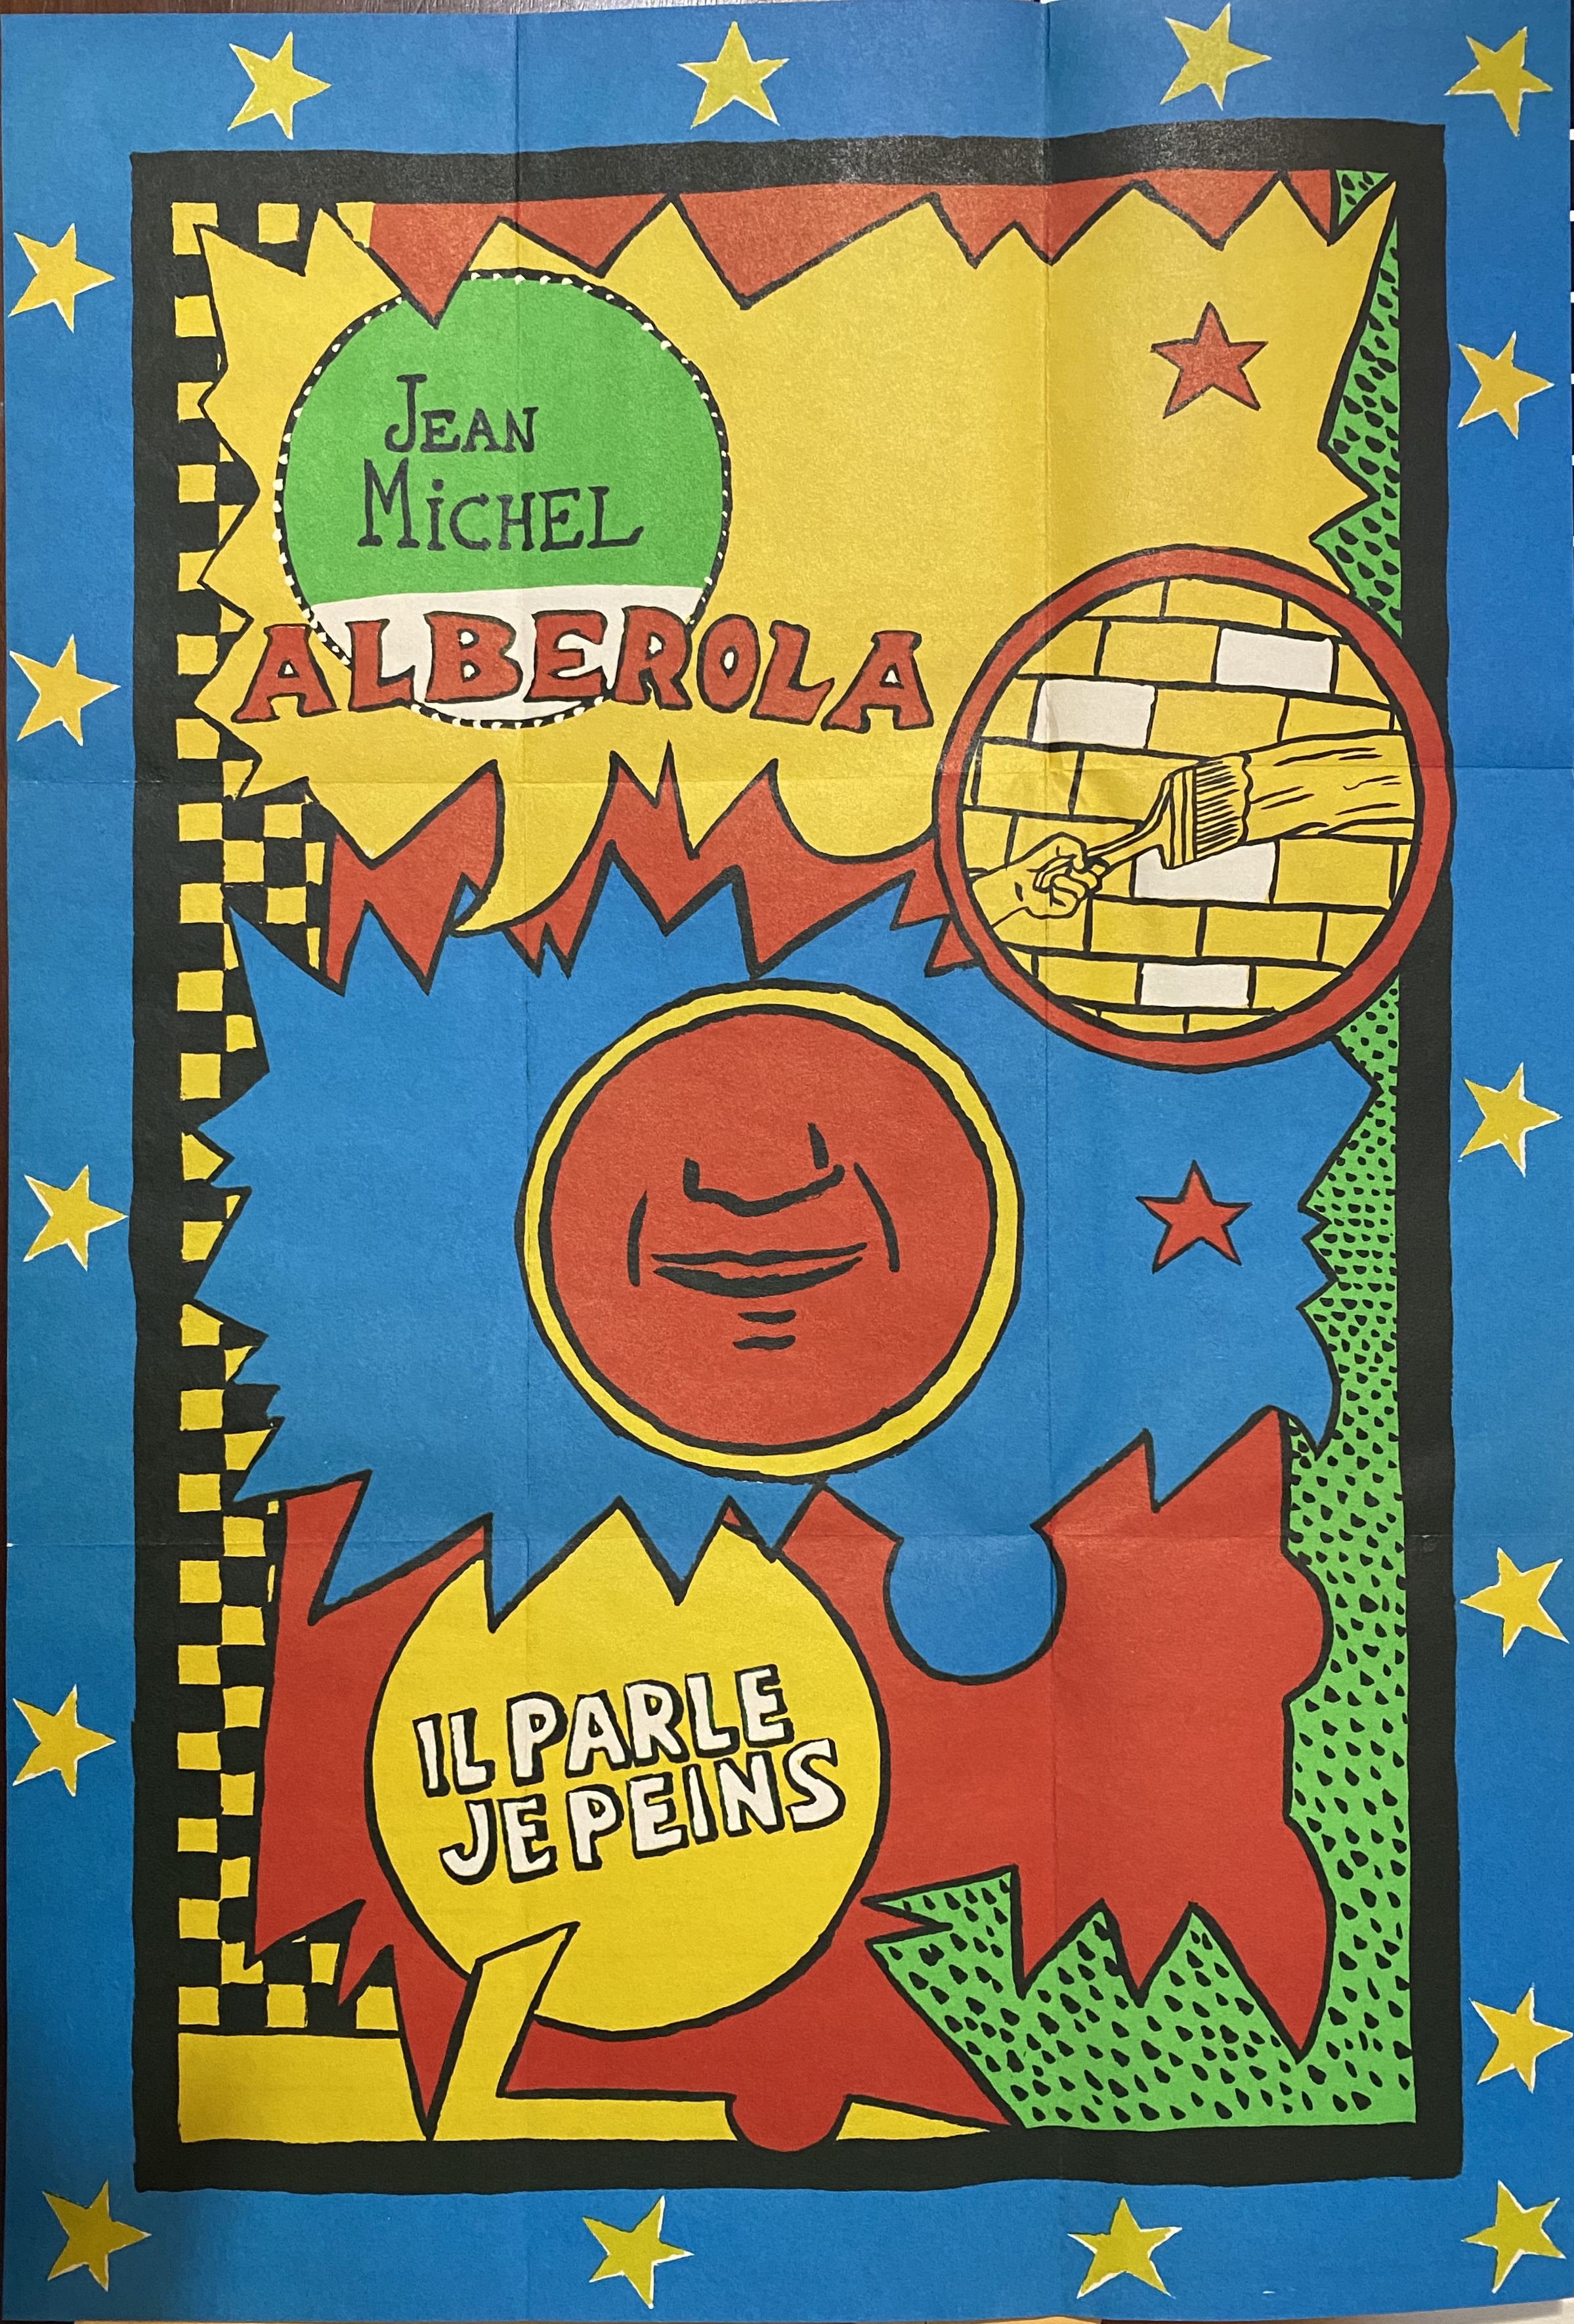 JEAN
MiCHEL
ALBEROLA
IL PARLE
JE PEINS